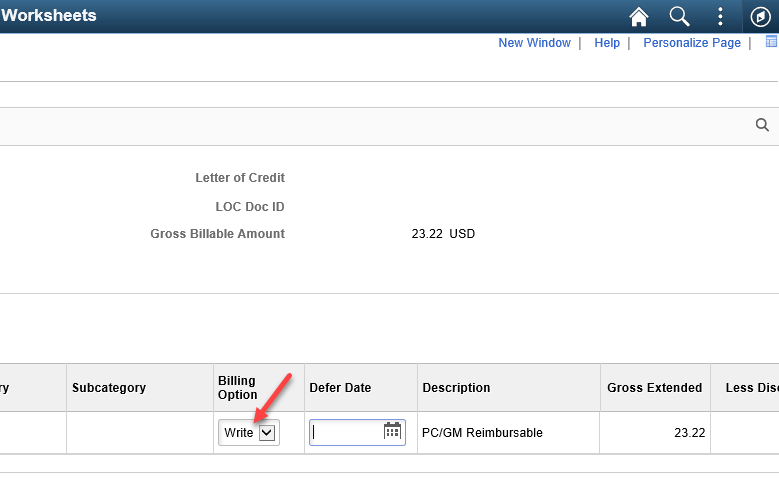 Worksheets
New Window | Help | Personalize Page |
Letter of Credit
LOC Doc ID
Gross Billable Amount 23.22 USD
ry Subcategory Billing Option Defer Date Description Gross Extended Less Disc
Write PC/GM Reimbursable 23.22